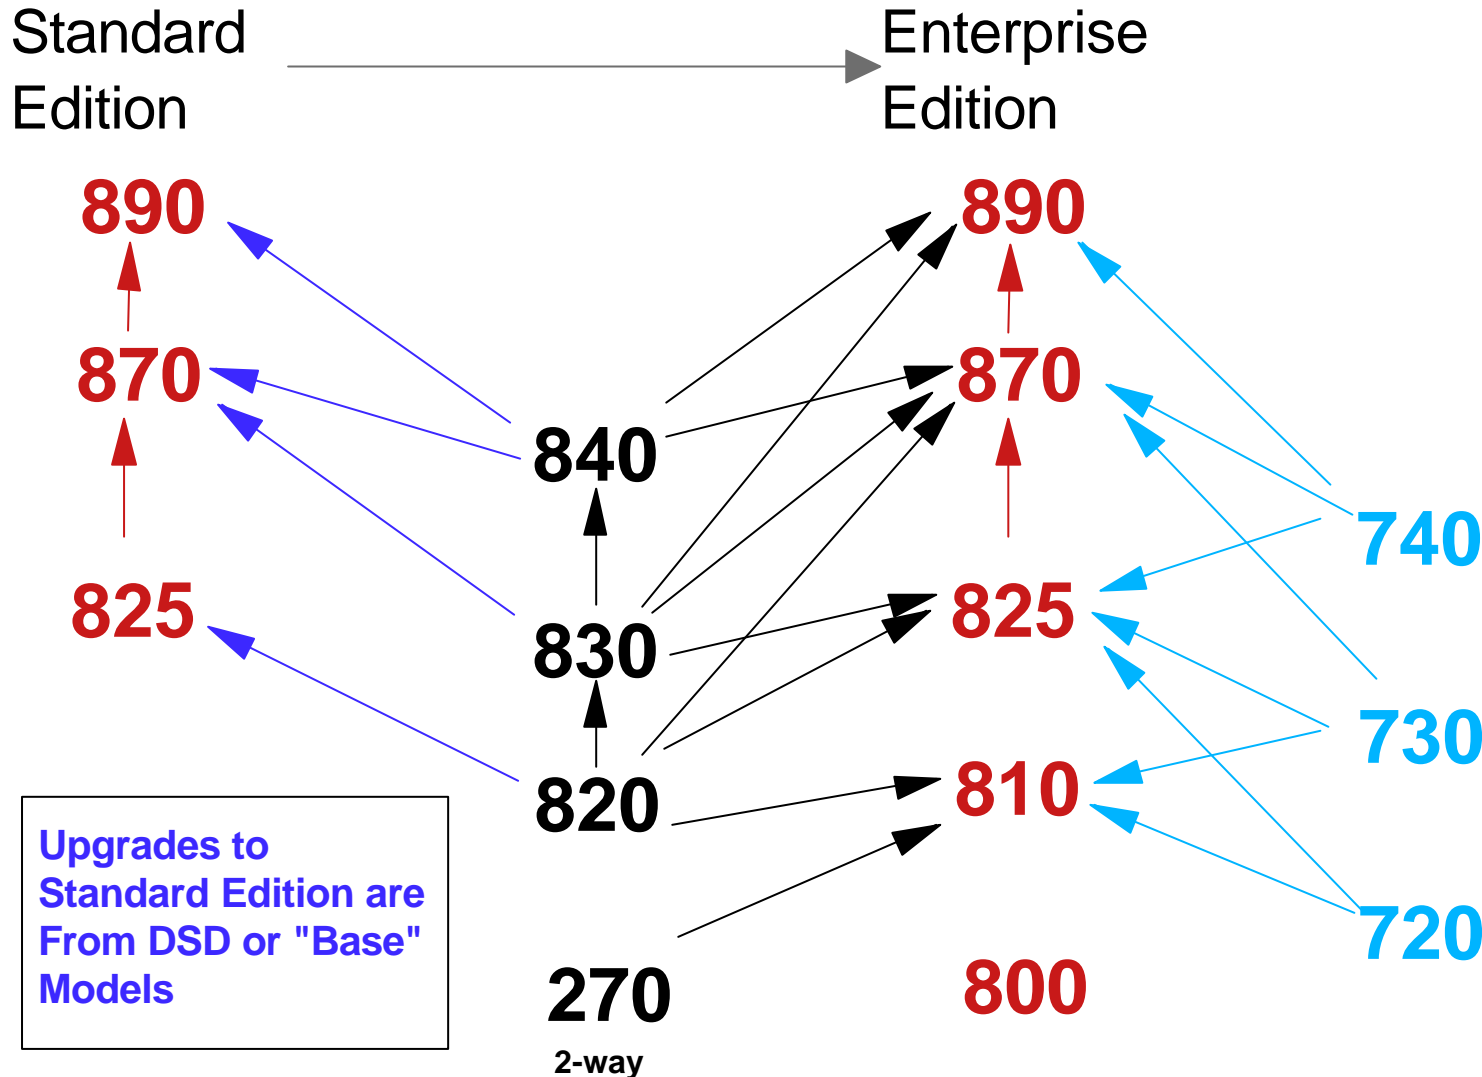 Standard
Edition
Enterprise
Edition
890
890
870
870
840
740
825
825
830
730
820
810
Upgrades to
Standard Edition are
From DSD or "Base"
Models
720
270
2-way
800